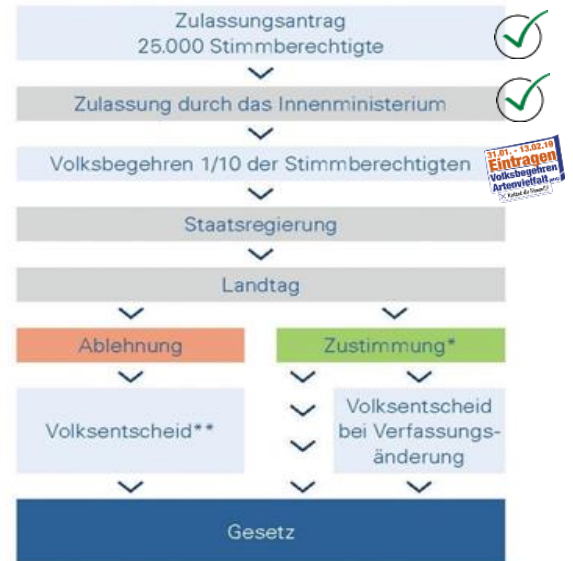 Zulassungsantrag
25.000 Stimmberechtigte
Zulassung durch das Innenministerium
Volksbegehren 1/10 der Stimmberechtigten
31.01. - 13.02.19
Eintragen
Volksbegehren
Artenvielfalt
Staatsregierung
Landtag
Ablehnung
Zustimmung*
Volksentscheid**
Volksentscheid
bei Verfassungs-
änderung
Gesetz